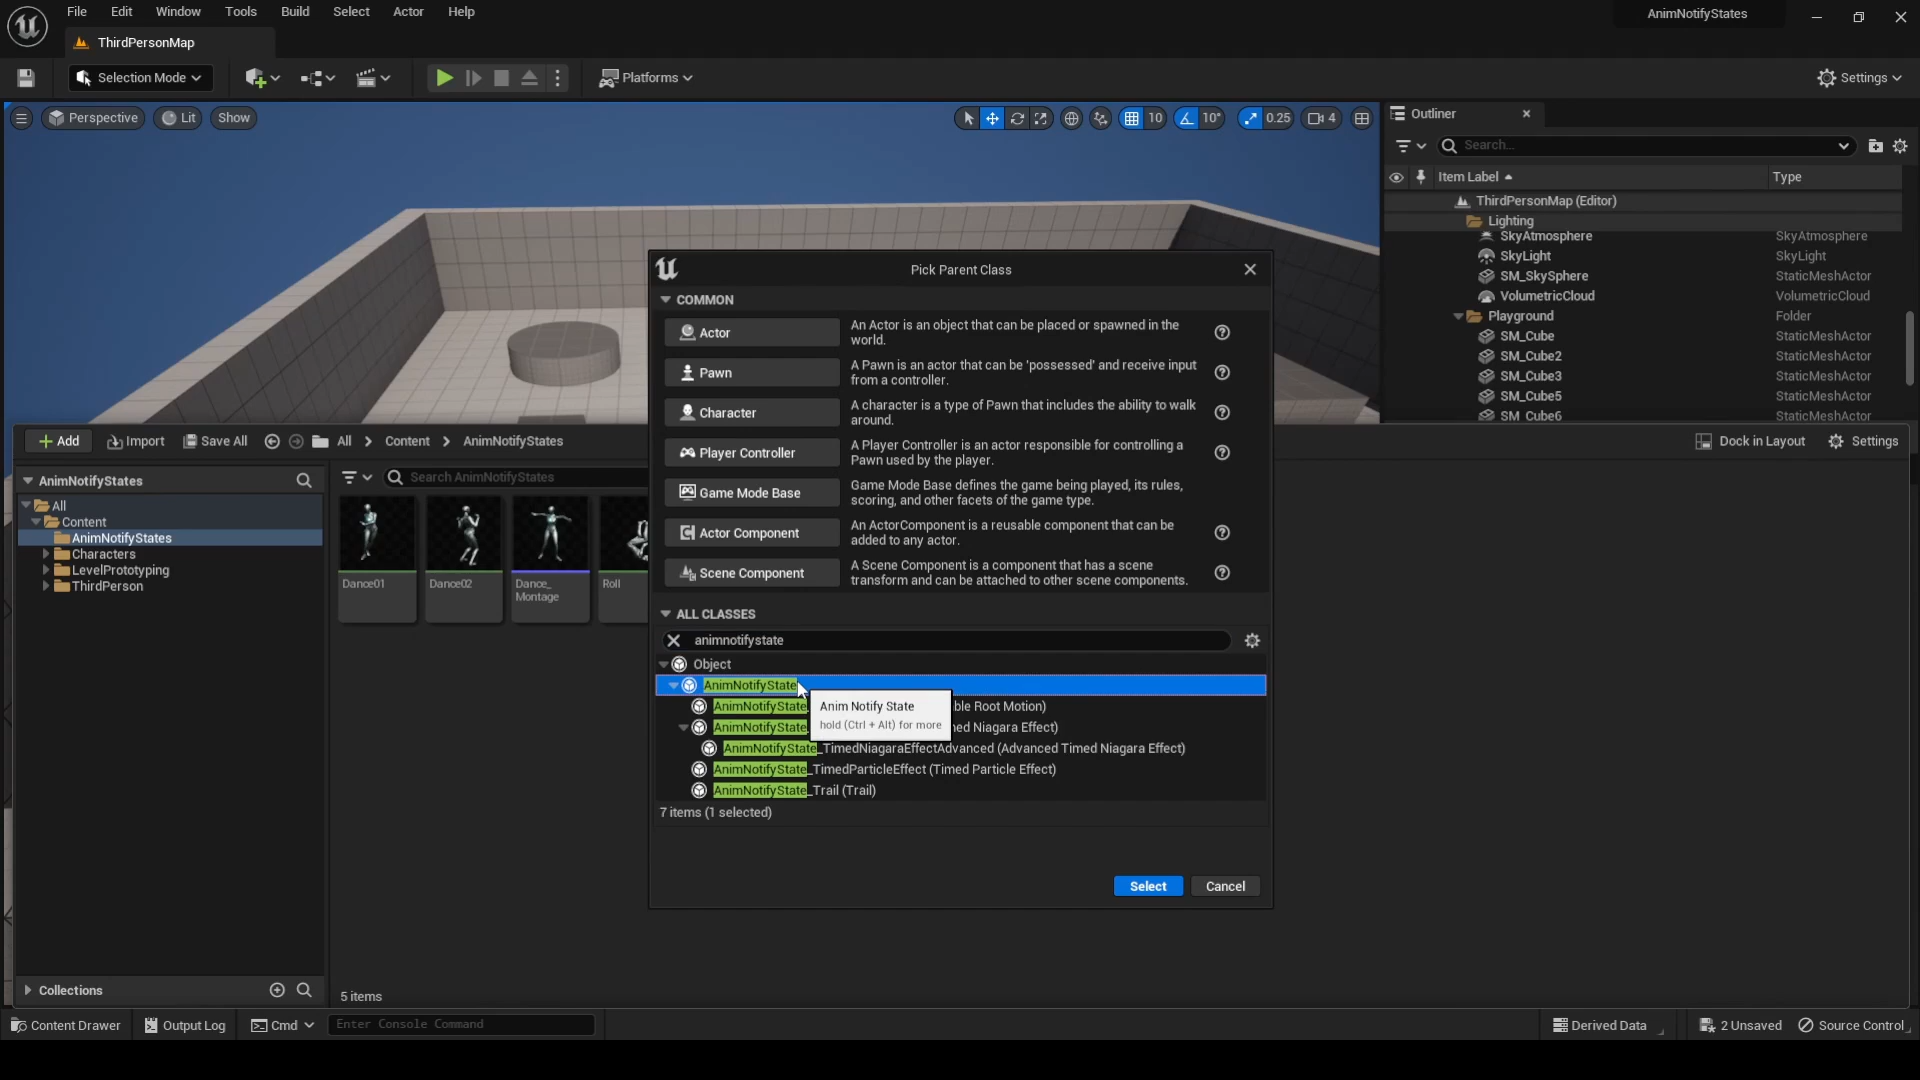 File Edit Window Tools Build Select Actor Help
AnimNotifyStates
ThirdPersonMap
Selection Mode
Platforms
Settings
Perspective Lit Show
10 10° 0.25 4
Outliner
Search...
Item Label Type
ThirdPersonMap (Editor)
Lighting
SkyAtmosphere SkyAtmosphere
SkyLight SkyLight
SM_SkySphere StaticMeshActor
VolumetricCloud VolumetricCloud
Playground Folder
SM_Cube StaticMeshActor
SM_Cube2 StaticMeshActor
SM_Cube3 StaticMeshActor
SM_Cube5 StaticMeshActor
SM_Cube6 StaticMeshActor
Pick Parent Class
COMMON
Actor
An Actor is an object that can be placed or spawned in the
world.
Pawn
A Pawn is an actor that can be 'possessed' and receive input
from a controller.
Character
A character is a type of Pawn that includes the ability to walk
around.
Player Controller
A Player Controller is an actor responsible for controlling a
Pawn used by the player.
Game Mode Base
Game Mode Base defines the game being played, its rules,
scoring, and other facets of the game type.
Actor Component
An ActorComponent is a reusable component that can be
added to any actor.
Scene Component
A Scene Component is a component that has a scene
transform and can be attached to other scene components.
ALL CLASSES
animnotifystate
Object
AnimNotifyState
AnimNotifyState ble Root Motion)
AnimNotifyState ned Niagara Effect)
AnimNotifyState_TimedNiagaraEffectAdvanced (Advanced Timed Niagara Effect)
AnimNotifyState_TimedParticleEffect (Timed Particle Effect)
AnimNotifyState_Trail (Trail)
Anim Notify State
hold (Ctrl + Alt) for more
7 items (1 selected)
Select Cancel
Add Import Save All All Content AnimNotifyStates
Dock in Layout Settings
AnimNotifyStates
All
Content
AnimNotifyStates
Characters
LevelPrototyping
ThirdPerson
Search AnimNotifyStates
Dance01
Dance02
Dance_
Montage
Roll
Collections
5 items
Content Drawer Output Log Cmd Enter Console Command
Derived Data 2 Unsaved Source Control